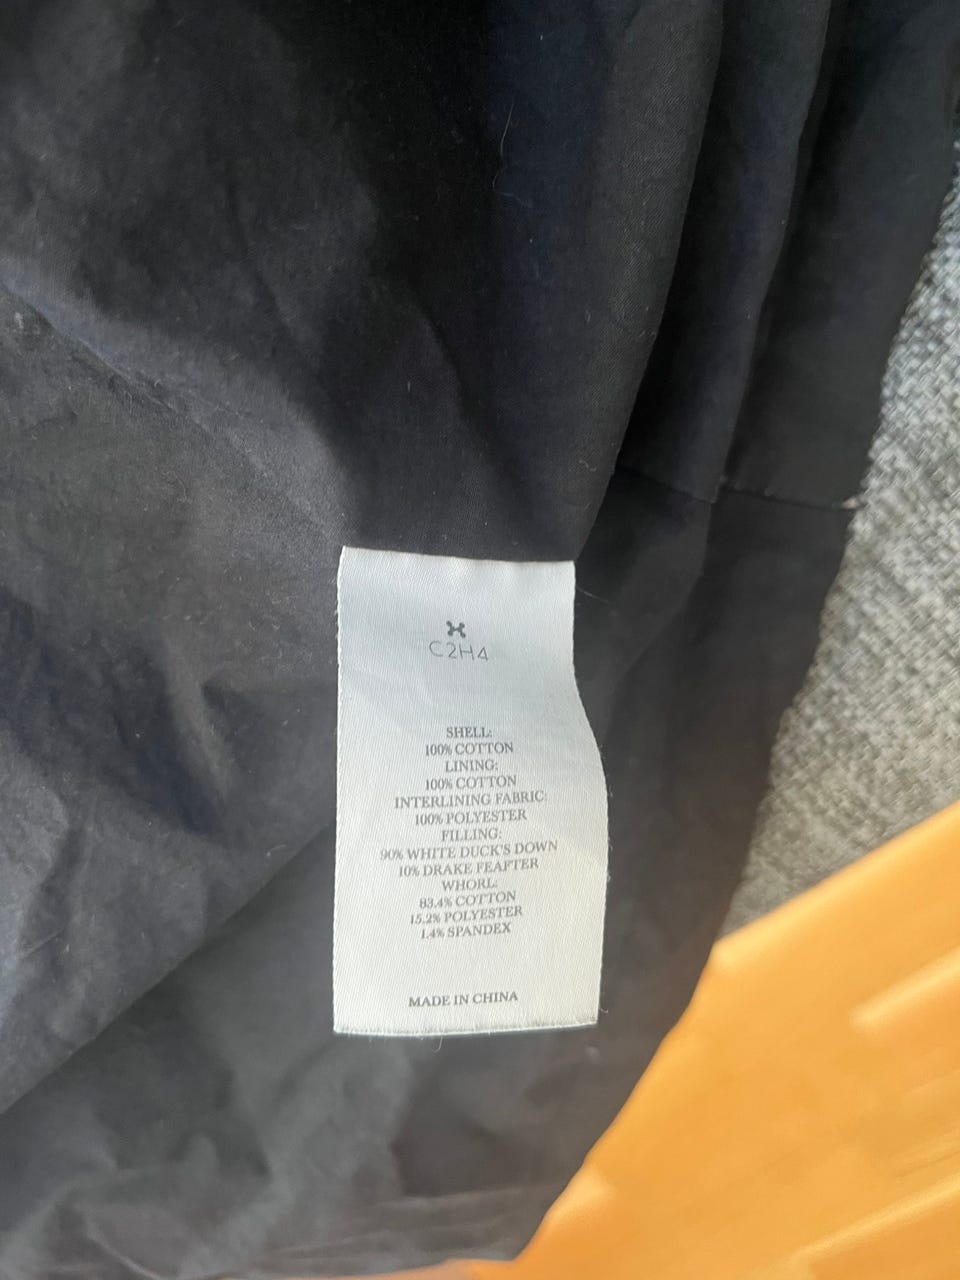 C2H4
SHELL:
100% COTTON
LINING:
100% COTTON
INTERLINING FABRIC:
100% POLYESTER
FILLING:
90% WHITE DUCK'S DOWN
10% DRAKE FEAFTER
WHORL:
83.4% COTTON
15.2% POLYESTER
1.4% SPANDEX
MADE IN CHINA